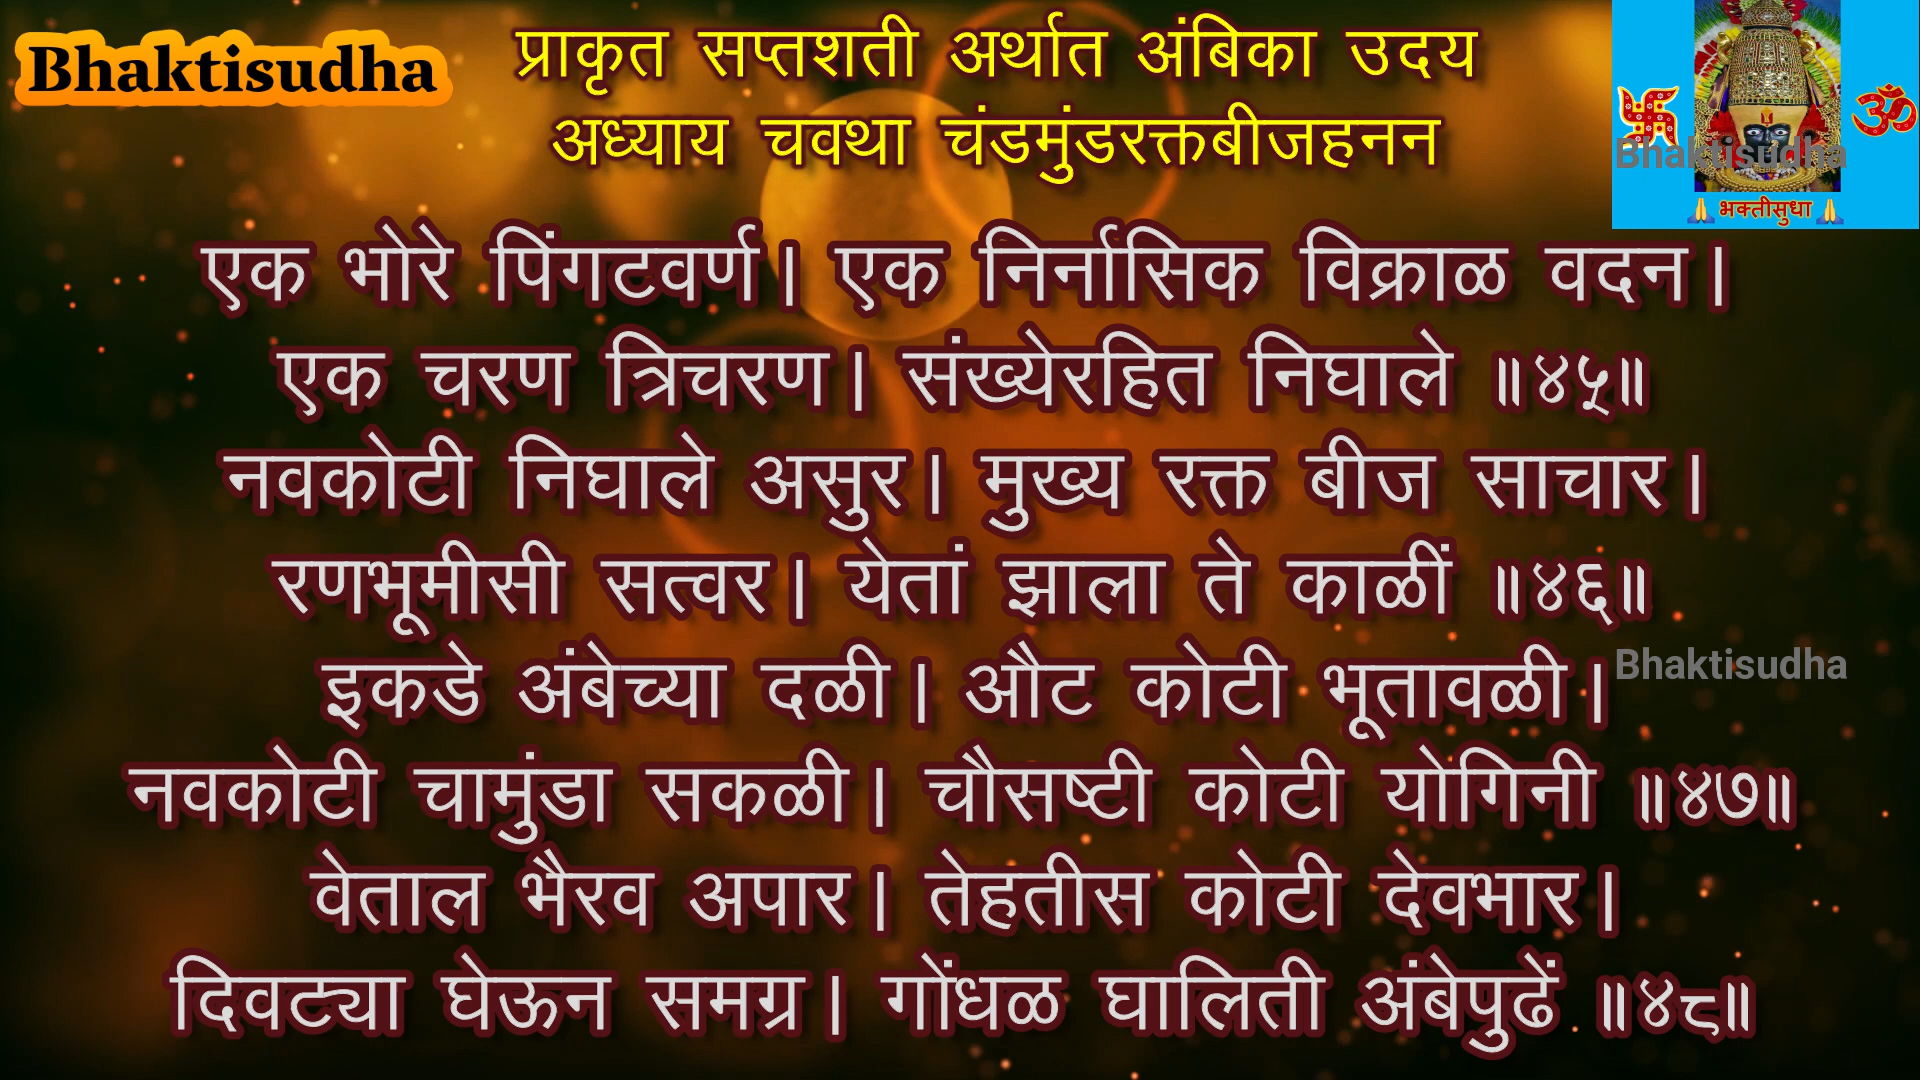 Bhaktisudha
प्राकृत सप्तशती अर्थात अंबिका उदय
अध्याय चवथा चंडमुंडरक्तबीजहनन
Bhaktisudha
भक्तीसुधा
एक भोरे पिंगटवर्ण। एक निर्नासिक विक्राळ वदन।
एक चरण त्रिचरण। संख्येरहित निघाले ॥४५॥
नवकोटी निघाले असुर। मुख्य रक्त बीज साचार।
रणभूमीसी सत्वर। येतां झाला ते काळीं ॥४६॥
इकडे अंबेच्या दळी। औट कोटी भूतावळी।
Bhaktisudha
नवकोटी चामुंडा सकळी। चौसष्टी कोटी योगिनी ॥४७॥
वेताल भैरव अपार। तेहतीस कोटी देवभार।
दिवट्या घेऊन समग्र। गोंधळ घालिती अंबेपुढें ॥४८॥